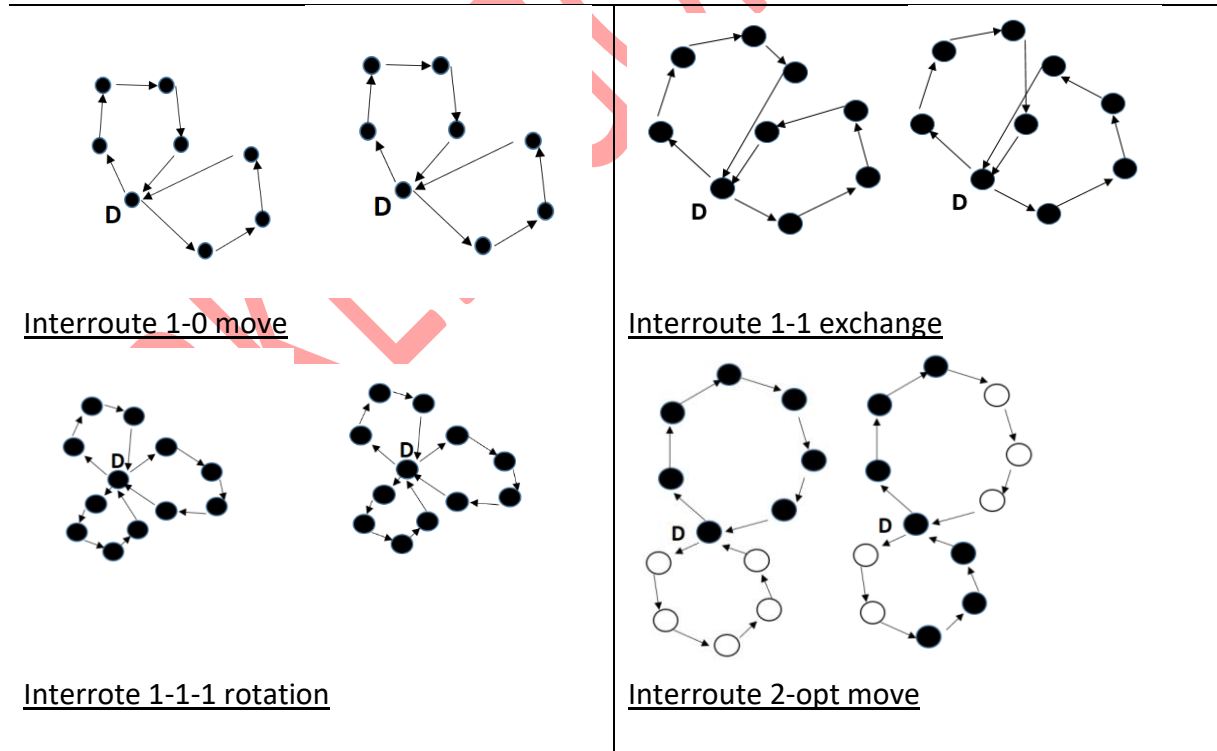 D
D
D
D
Interroute 1-0 move
Interroute 1-1 exchange
D
D
D
D
Interrote 1-1-1 rotation
Interroute 2-opt move